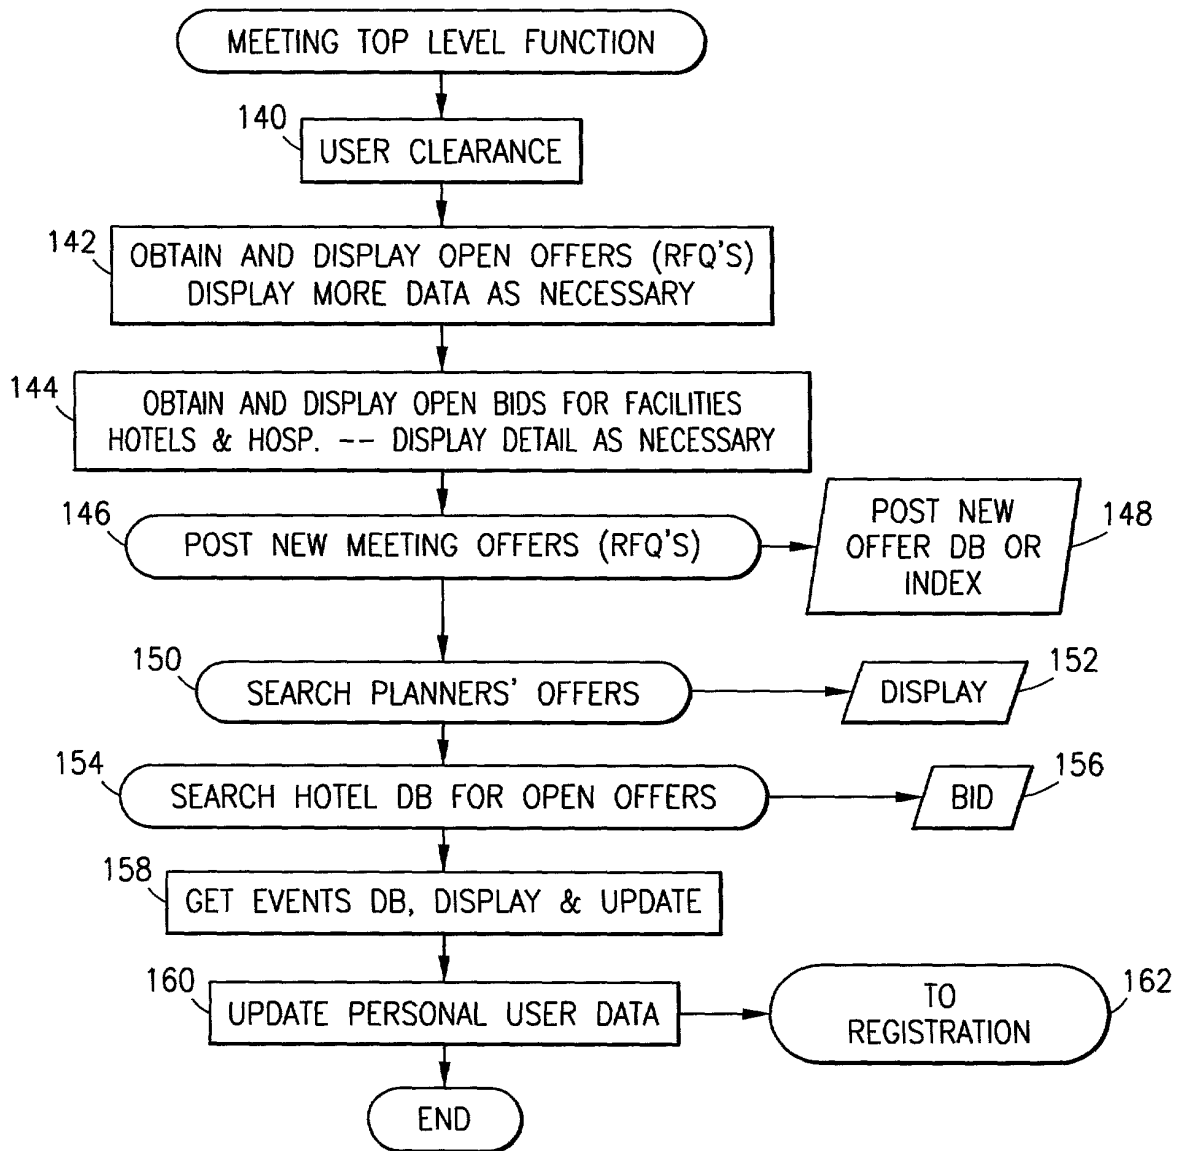 MEETING TOP LEVEL FUNCTION
140
USER CLEARANCE
142
OBTAIN AND DISPLAY OPEN OFFERS (RFQ'S)
DISPLAY MORE DATA AS NECESSARY
144
OBTAIN AND DISPLAY OPEN BIDS FOR FACILITIES
HOTELS & HOSP. -- DISPLAY DETAIL AS NECESSARY
146
POST NEW MEETING OFFERS (RFQ'S)
POST NEW
OFFER DB OR
INDEX
148
150
SEARCH PLANNERS' OFFERS
DISPLAY
152
154
SEARCH HOTEL DB FOR OPEN OFFERS
BID
156
158
GET EVENTS DB, DISPLAY & UPDATE
160
UPDATE PERSONAL USER DATA
TO
REGISTRATION
162
END